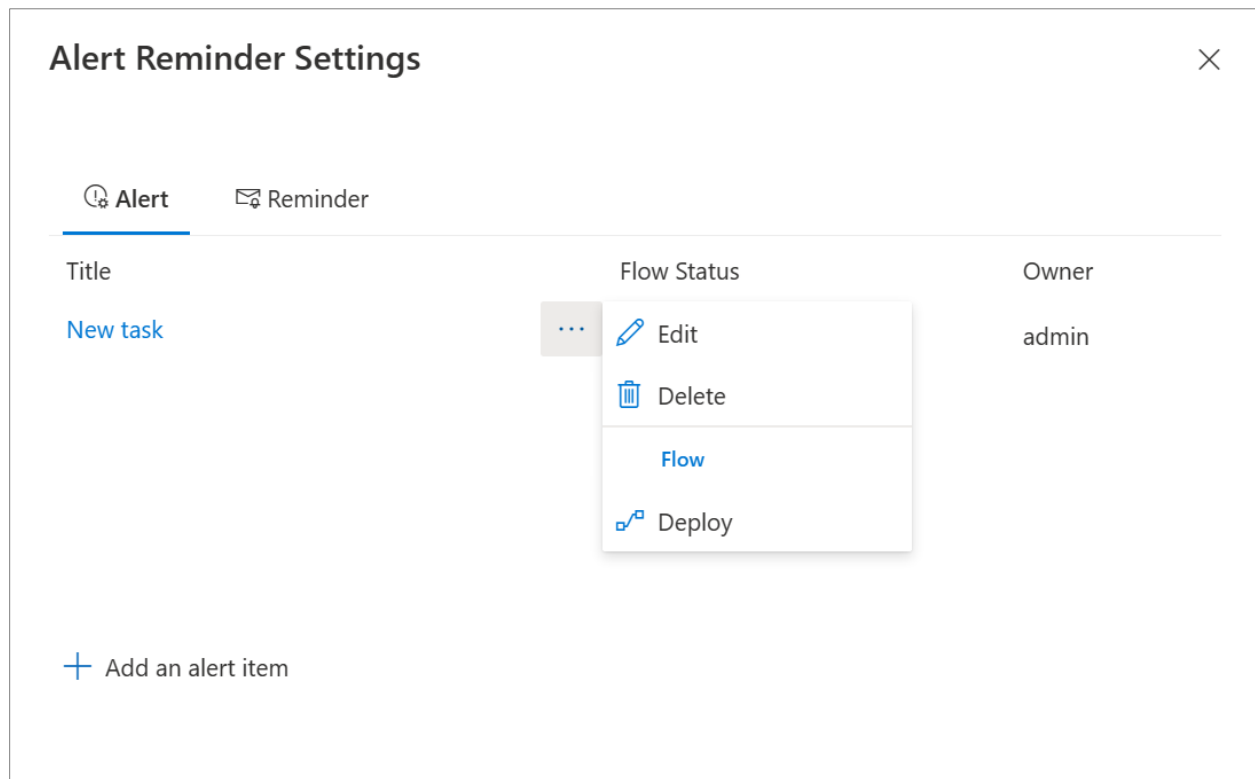 Alert Reminder Settings
Alert Reminder
Title Flow Status Owner
New task ... Edit admin
Delete
Flow
Deploy
Add an alert item